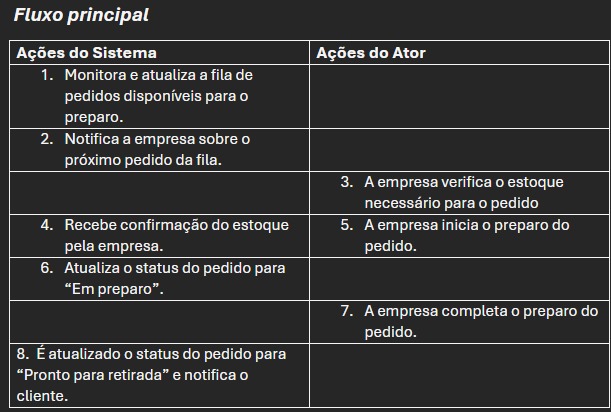 Fluxo principal
Ações do Sistema
Ações do Ator
1. Monitora e atualiza a fila de
pedidos disponíveis para o
preparo.
2. Notifica a empresa sobre o
próximo pedido da fila.
3. A empresa verifica o estoque
necessário para o pedido
4. Recebe confirmação do estoque
pela empresa.
5. A empresa inicia o preparo do
pedido.
6. Atualiza o status do pedido para
“Em preparo”.
7. A empresa completa o preparo do
pedido.
8. É atualizado o status do pedido para
“Pronto para retirada” e notifica o
cliente.